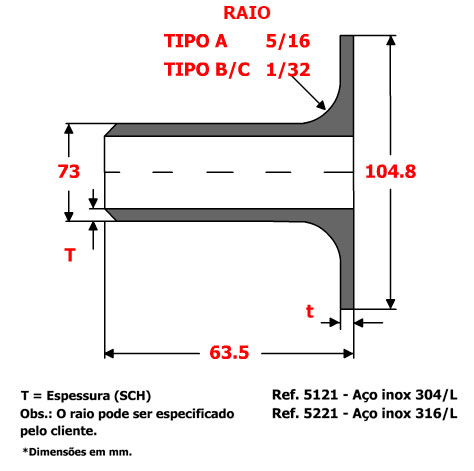 RAIO
TIPO A 5/16
TIPO B/C 1/32
73
104.8
T
t
63.5
T = Espessura (SCH)
Obs.: O raio pode ser especificado
pelo cliente.
*Dimensões em mm.
Ref. 5121 - Aço inox 304/L
Ref. 5221 - Aço inox 316/L